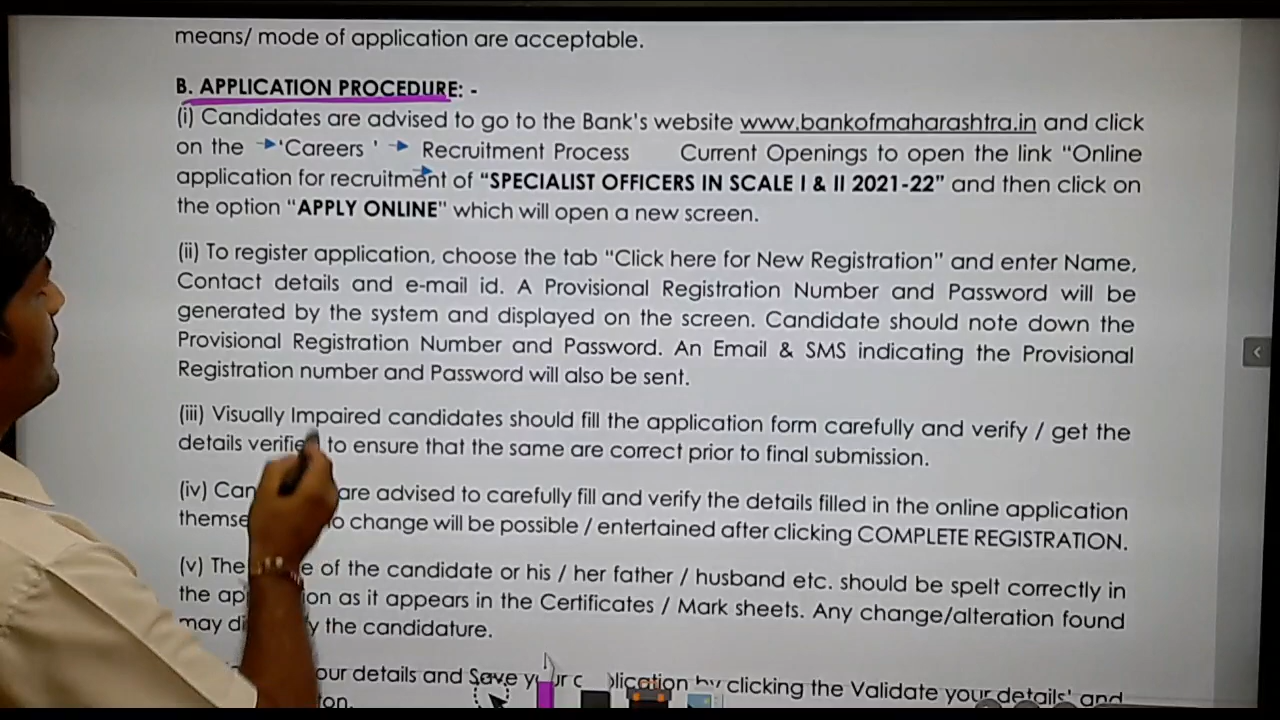 means/ mode of application are acceptable.
B. APPLICATION PROCEDURE: -
(i) Candidates are advised to go to the Bank's website www.bankofmaharashtra.in and click
on the 'Careers ' Recruitment Process Current Openings to open the link "Online
application for recruitment of "SPECIALIST OFFICERS IN SCALE I & II 2021-22" and then click on
the option "APPLY ONLINE" which will open a new screen.
(ii) To register application, choose the tab "Click here for New Registration" and enter Name,
Contact details and e-mail id. A Provisional Registration Number and Password will be
generated by the system and displayed on the screen. Candidate should note down the
Provisional Registration Number and Password. An Email & SMS indicating the Provisional
Registration number and Password will also be sent.
(iii) Visually Impaired candidates should fill the application form carefully and verify / get the
details verified to ensure that the same are correct prior to final submission.
(iv) are advised to carefully fill and verify the details filled in the online application
change will be possible / entertained after clicking COMPLETE REGISTRATION.
(v) The of the candidate or his / her father / husband etc. should be spelt correctly in
the as it appears in the Certificates / Mark sheets. Any change/alteration found
may the candidature.
your details and Save your application by clicking the Validate your details' and